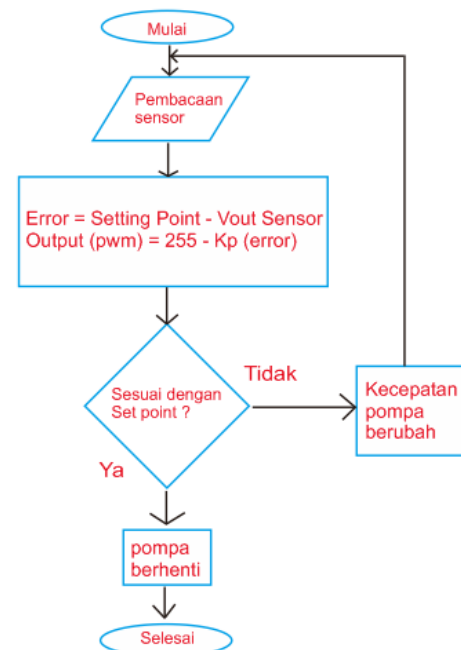 Mulai
Pembacaan
sensor
Error = Setting Point - Vout Sensor
Output (pwm) = 255 - Kp (error)
Sesuai dengan
Set point ?
Tidak
Kecepatan
pompa
berubah
Ya
pompa
berhenti
Selesai